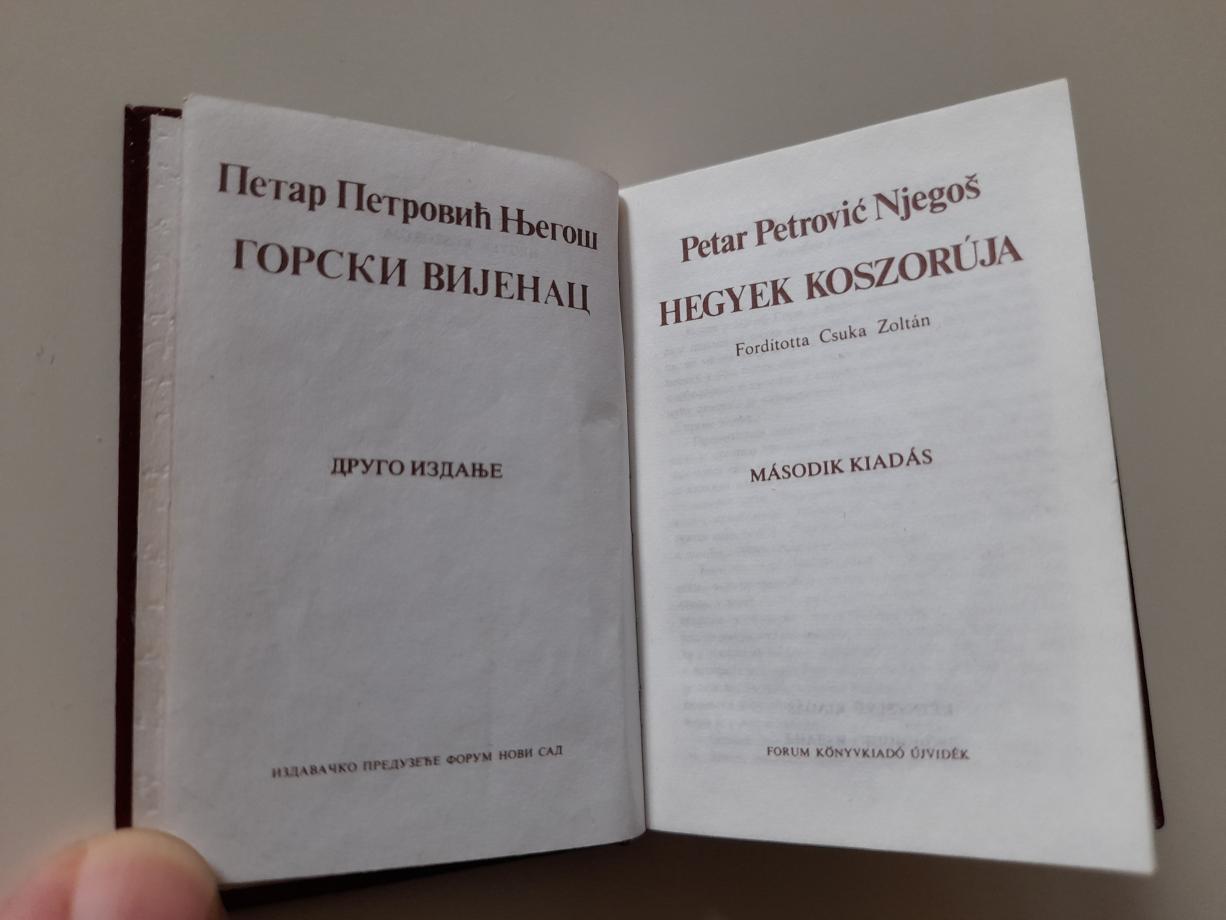 Петар Петровић Његош
ГОРСКИ ВИЈЕНАЦ
ДРУГО ИЗДАЊЕ
ИЗДАВАЧКО ПРЕДУЗЕЋЕ ФОРУМ НОВИ САД
Petar Petrović Njegoš
HEGYEK KOSZORÚJA
Fordította Csuka Zoltán
MÁSODIK KIADÁS
FORUM KÖNYVKIADÓ ÚJVIDÉK